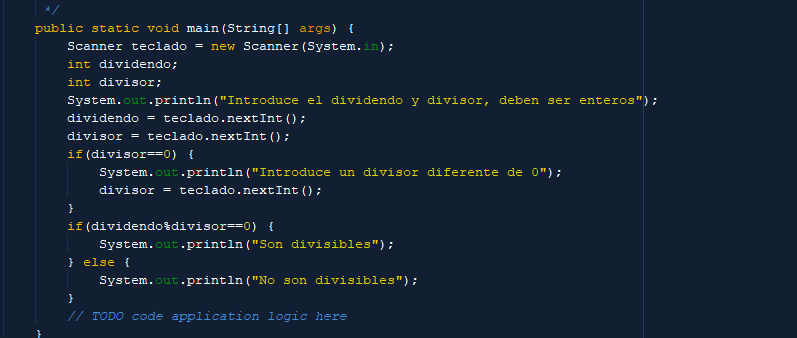 */
public static void main(String[] args) {
Scanner teclado = new Scanner(System.in);
int dividendo;
int divisor;
System.out.println("Introduce el dividendo y divisor, deben ser enteros");
dividendo = teclado.nextInt();
divisor = teclado.nextInt();
if(divisor==0) {
System.out.println("Introduce un divisor diferente de 0");
divisor = teclado.nextInt();
}
if(dividendo%divisor==0) {
System.out.println("Son divisibles");
} else {
System.out.println("No son divisibles");
}
// TODO code application logic here
}